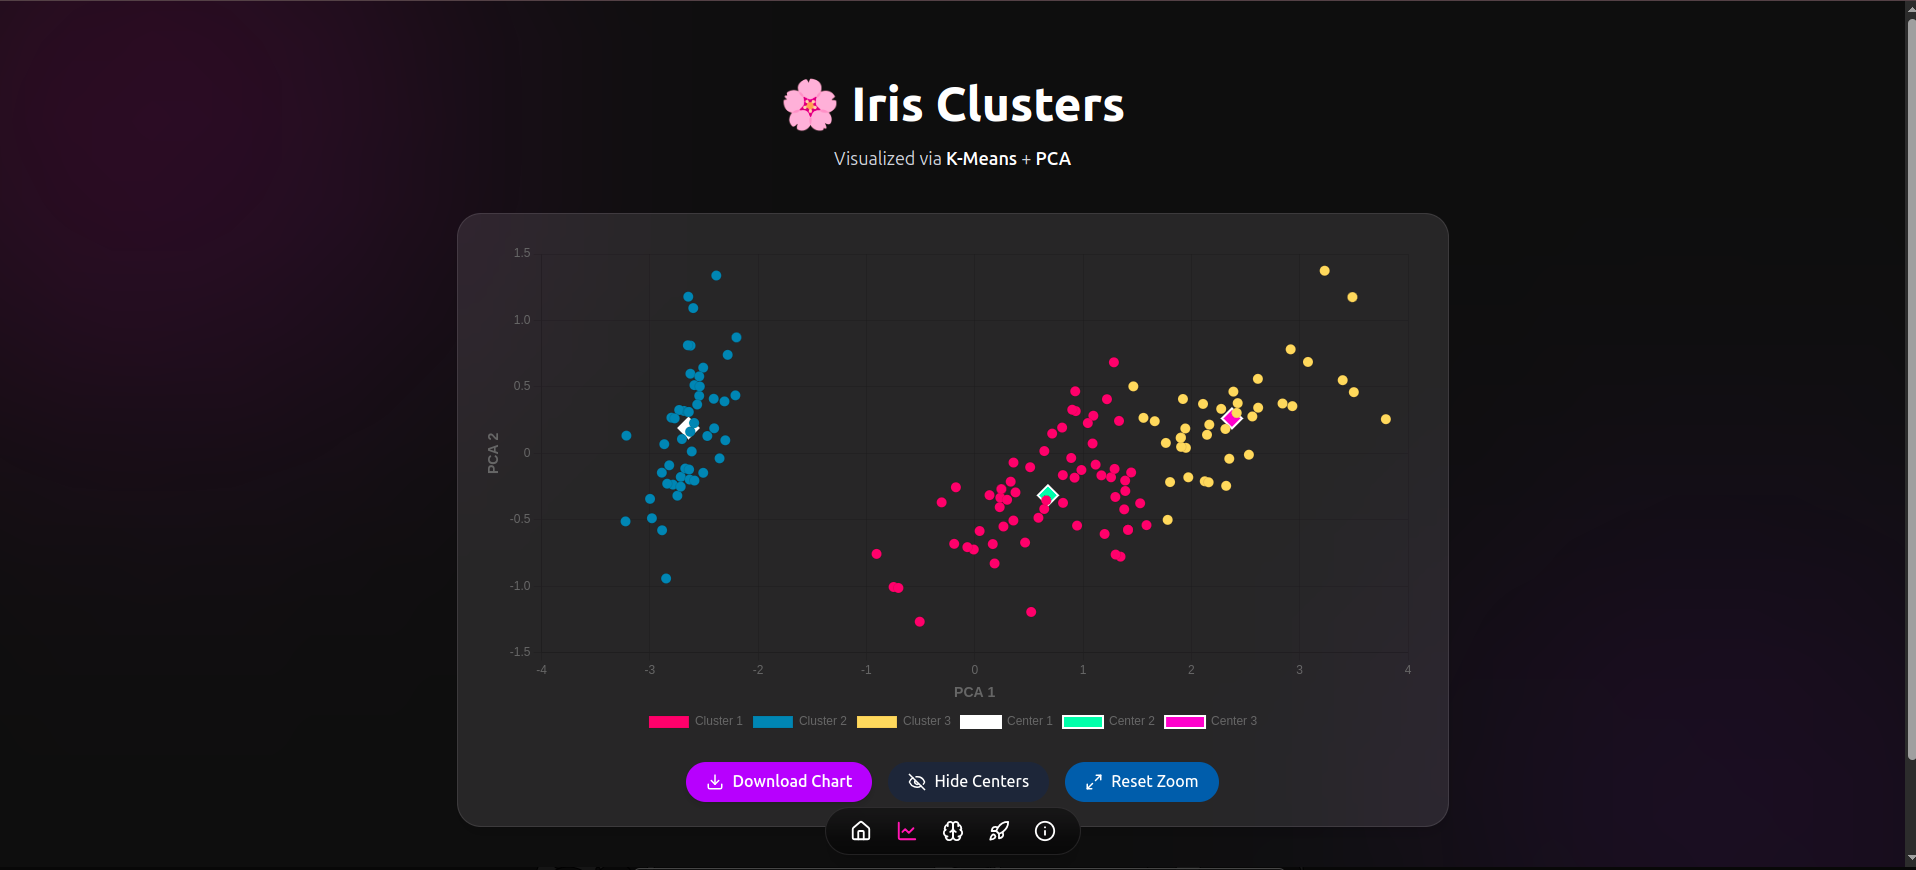 Iris Clusters
Visualized via K-Means + PCA
1.5
1.0
0.5
0
-0.5
-1.0
-1.5
PCA 2
-4 -3 -2 -1 0 1 2 3 4
PCA 1
Cluster 1 Cluster 2 Cluster 3 Center 1 Center 2 Center 3
Download Chart Hide Centers Reset Zoom